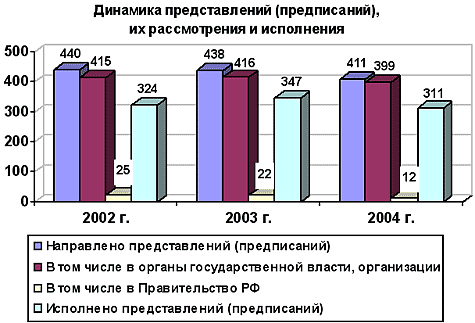 Динамика представлений (предписаний),
их рассмотрения и исполнения
500
400
300
200
100
0
440
415
25
324
438
416
22
347
411
399
12
311
2002 г.
2003 г.
2004 г.
Направлено представлений (предписаний)
В том числе в органы государственной власти, организации
В том числе в Правительство РФ
Исполнено представлений (предписаний)